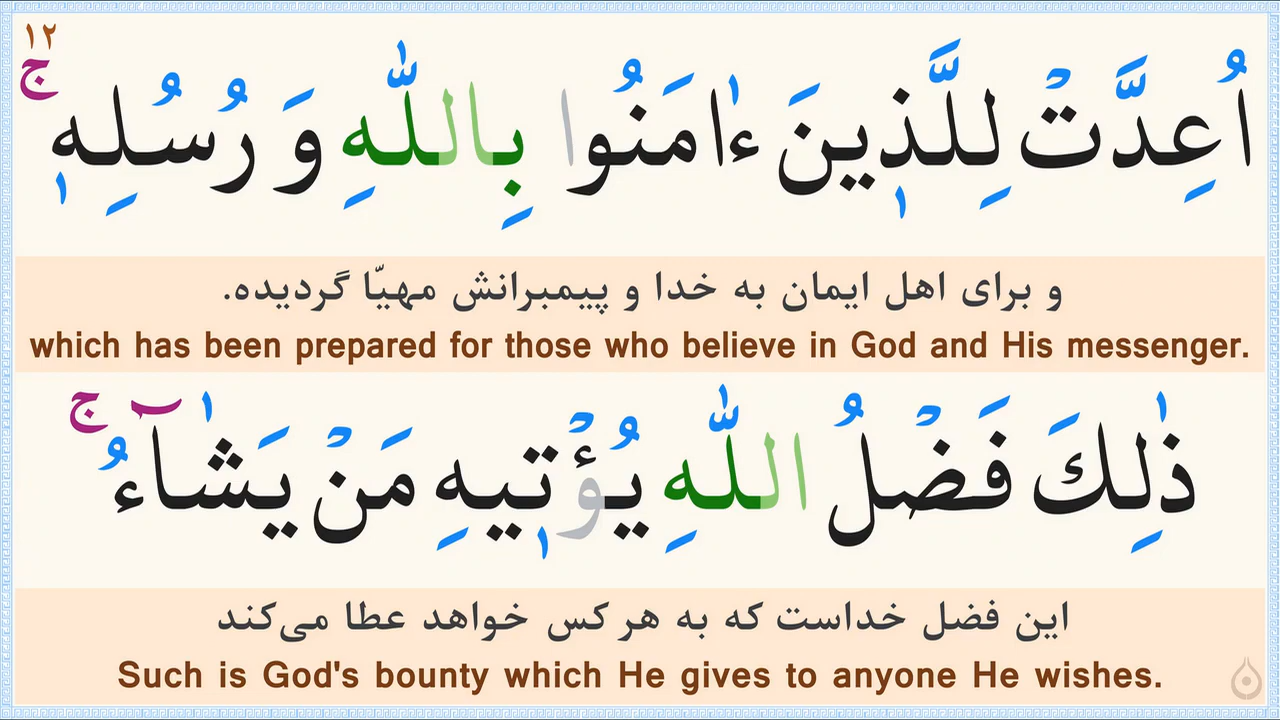 ١٢
اُعِدَّتْ لِلَّذٖينَ ءٰامَنُوا بِاللّٰهِ وَ رُسُلِهٖ ۚ
و برای اهل ایمان به خدا و پیمبرانش مهیّا گردیده.
which has been prepared for those who believe in God and His messenger.
ذٰلِكَ فَضْلُ اللّٰهِ يُؤْتٖيهِ مَنْ يَشٰٓاءُ ۚ
این فضل خداست که به هر کس خواهد عطا می‌کند
Such is God's bounty which He gives to anyone He wishes.